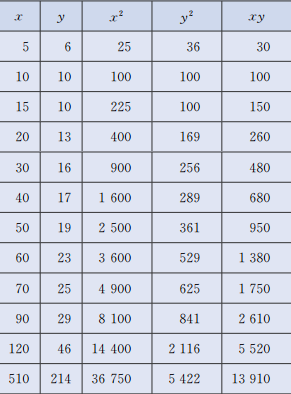 x y x² y² xy
5 6 25 36 30
10 10 100 100 100
15 10 225 100 150
20 13 400 169 260
30 16 900 256 480
40 17 1 600 289 680
50 19 2 500 361 950
60 23 3 600 529 1 380
70 25 4 900 625 1 750
90 29 8 100 841 2 610
120 46 14 400 2 116 5 520
510 214 36 750 5 422 13 910